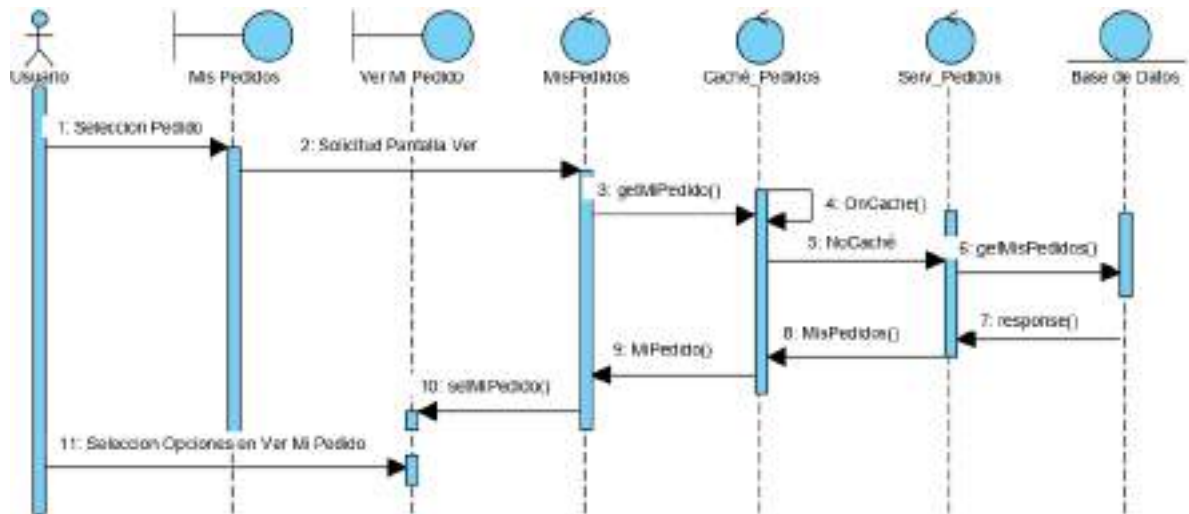 Usuario
Mis Pedidos
Ver Mi Pedido
MisPedidos
Caché_Pedidos
Serv_Pedidos
Base de Datos
1: Seleccion Pedido
2: Solicitud Pantalla Ver
3: getMiPedido()
4: OnCache()
5: NoCaché
6: getMisPedidos()
7: response()
8: MisPedidos()
9: MiPedido()
10: setMiPedido()
11: Seleccion Opciones en Ver Mi Pedido